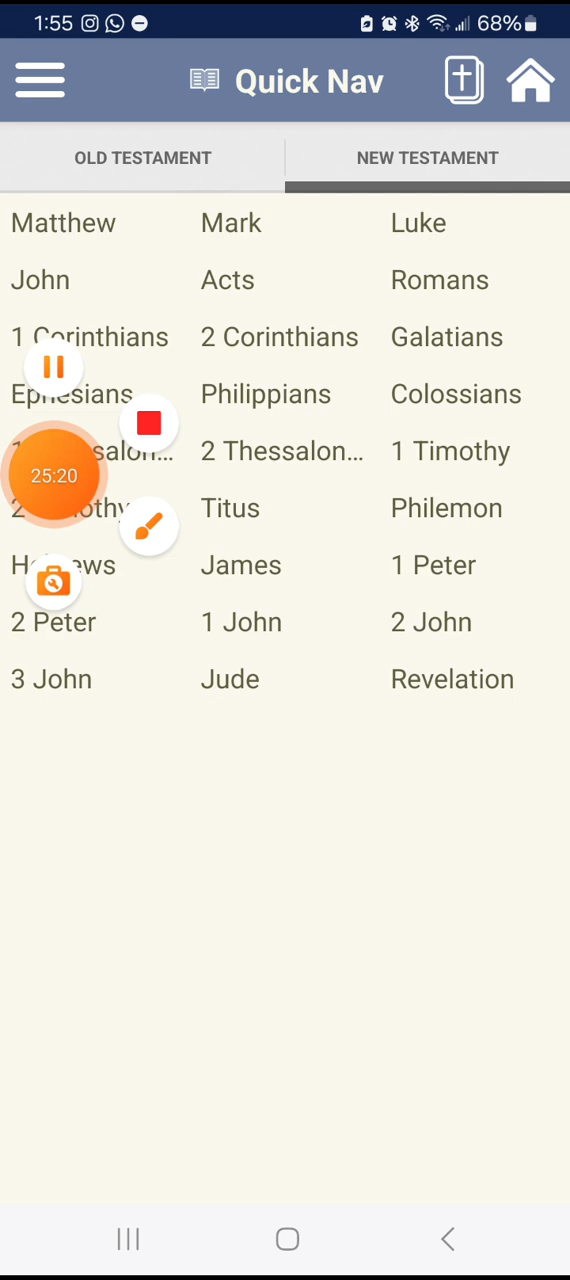 1:55 68%
Quick Nav
OLD TESTAMENT NEW TESTAMENT
Matthew Mark Luke
John Acts Romans
1 Corinthians 2 Corinthians Galatians
Ephesians Philippians Colossians
2 Thessalon... 1 Timothy
25:20
Titus Philemon
Hebrews James 1 Peter
2 Peter 1 John 2 John
3 John Jude Revelation